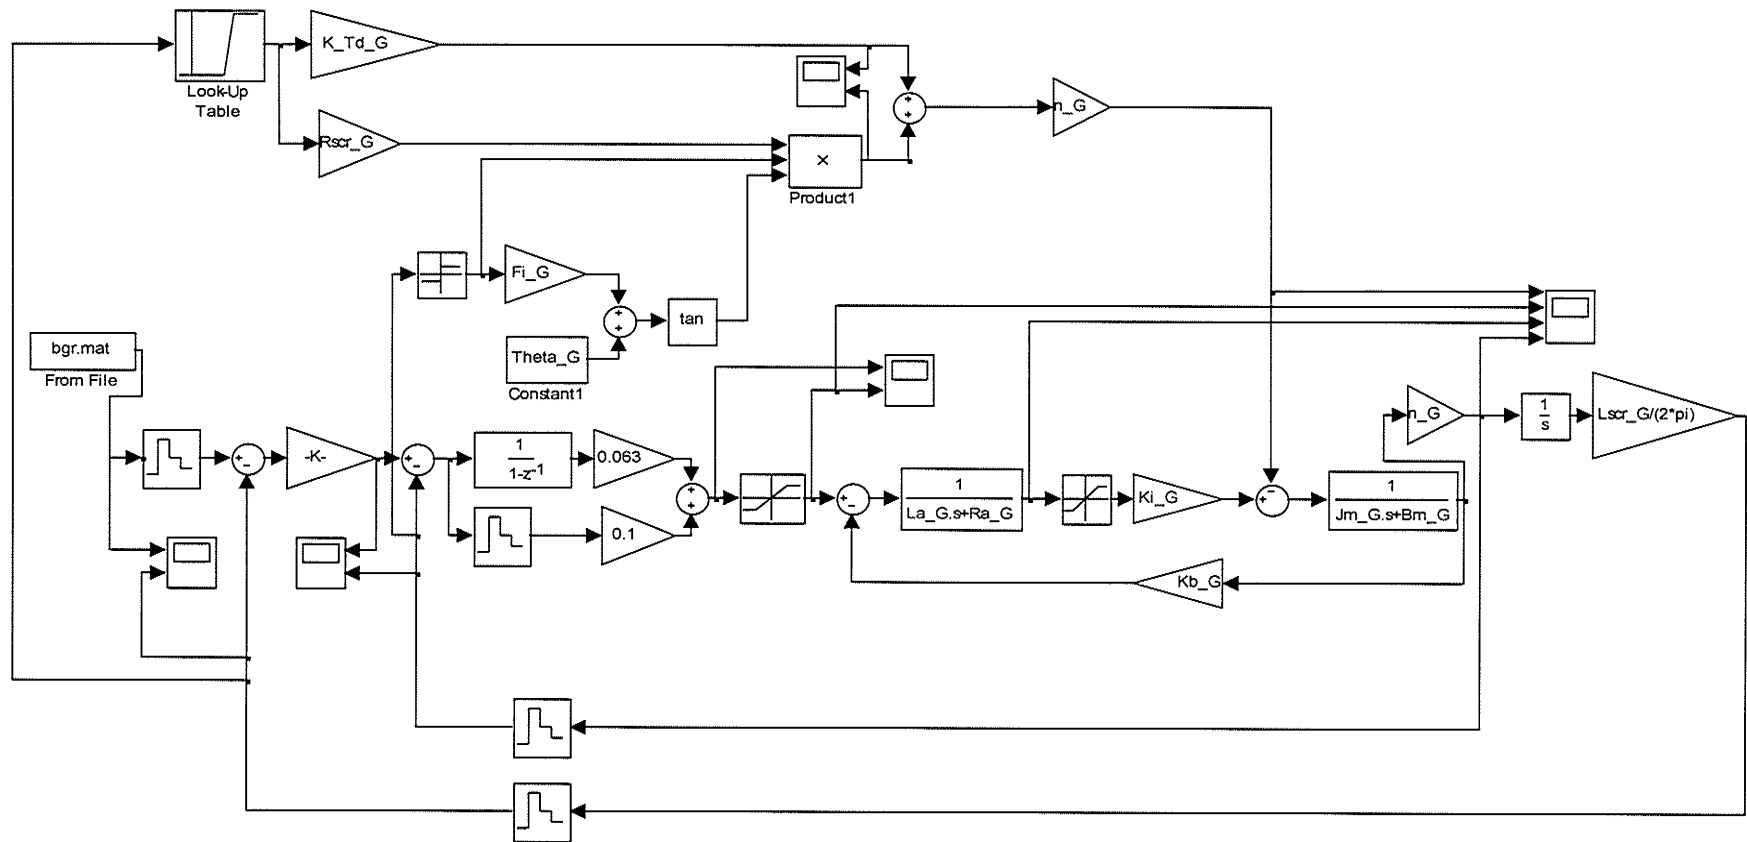 K_Td_G
Look-Up
Table
n_G
Rscr_G
×
Product1
Fi_G
tan
bgr.mat
From File
Theta_G
Constant1
n_G
1
s
Lscr_G/(2*pi)
-K-
1
1-z-1
0.063
1
La_G.s+Ra_G
Ki_G
1
Jm_G.s+Bm_G
0.1
Kb_G